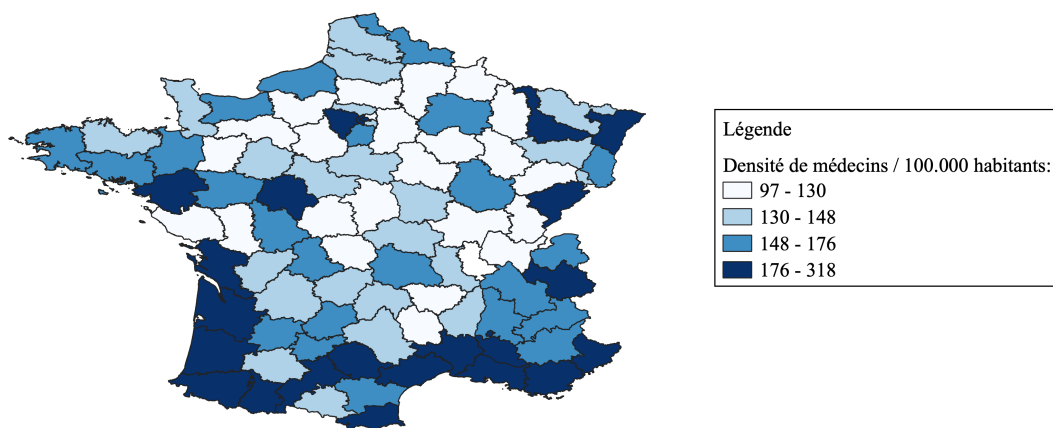 Légende
Densité de médecins / 100.000 habitants:
97 - 130
130 - 148
148 - 176
176 - 318